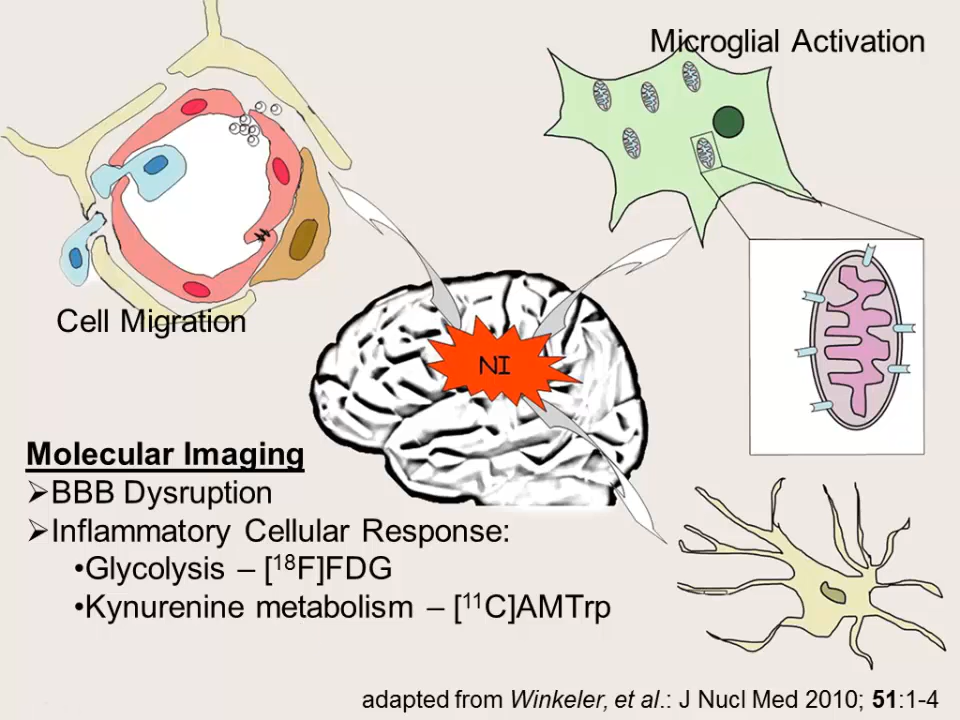 Microglial Activation
Cell Migration
NI
Molecular Imaging
➢BBB Dysruption
➢Inflammatory Cellular Response:
•Glycolysis – [¹⁸F]FDG
•Kynurenine metabolism – [¹¹C]AMTrp
adapted from Winkeler, et al.: J Nucl Med 2010; 51:1-4